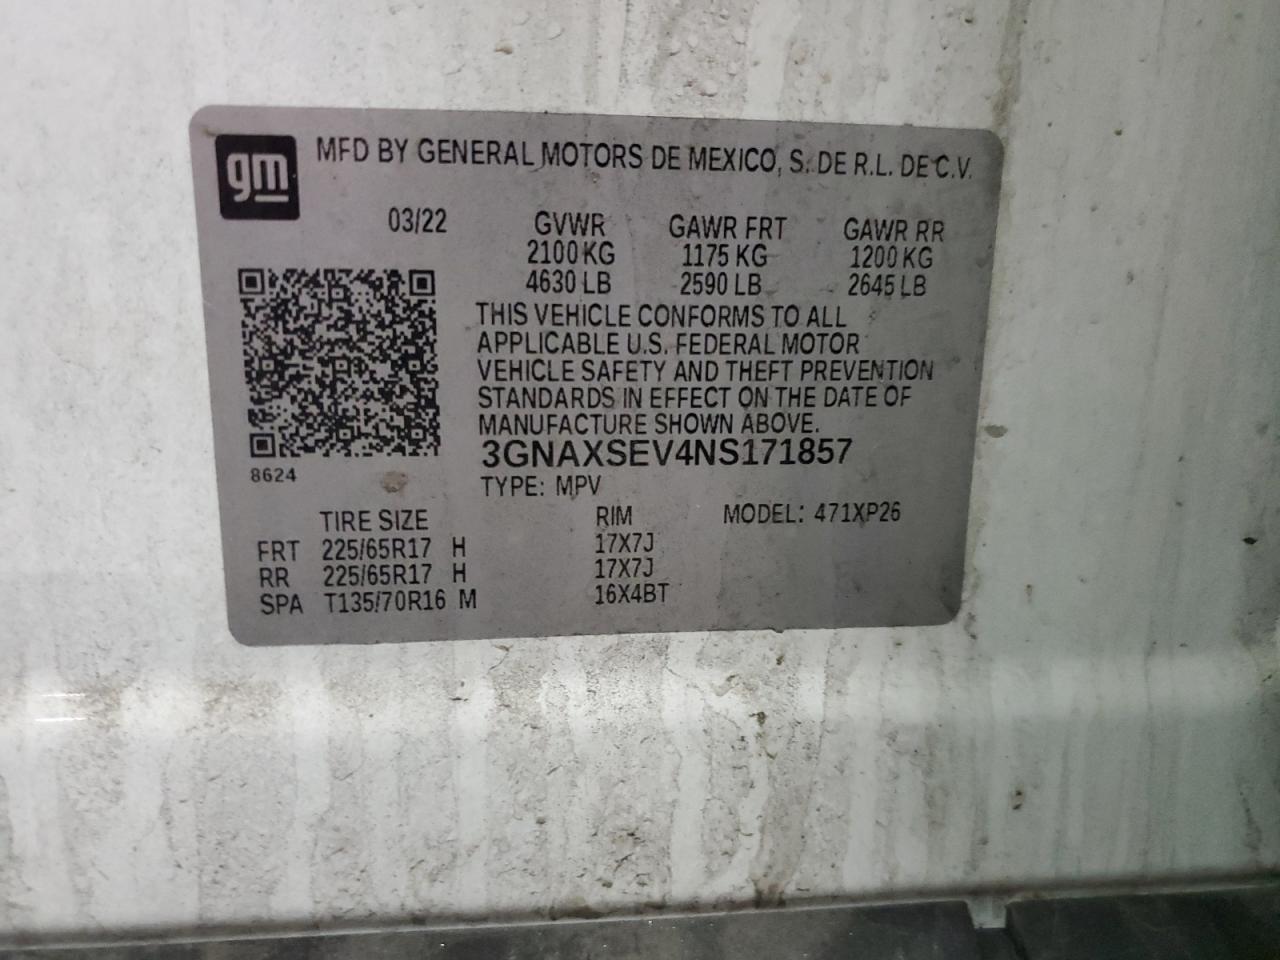 gm
MFD BY GENERAL MOTORS DE MEXICO, S. DE R.L. DE C.V.
03/22 GVWR GAWR FRT GAWR RR
2100 KG 1175 KG 1200 KG
4630 LB 2590 LB 2645 LB
THIS VEHICLE CONFORMS TO ALL
APPLICABLE U.S. FEDERAL MOTOR
VEHICLE SAFETY AND THEFT PREVENTION
STANDARDS IN EFFECT ON THE DATE OF
MANUFACTURE SHOWN ABOVE.
3GNAXSEV4NS171857
8624
TYPE: MPV
TIRE SIZE RIM MODEL: 471XP26
FRT 225/65R17 H 17X7J
RR 225/65R17 H 17X7J
SPA T135/70R16 M 16X4BT